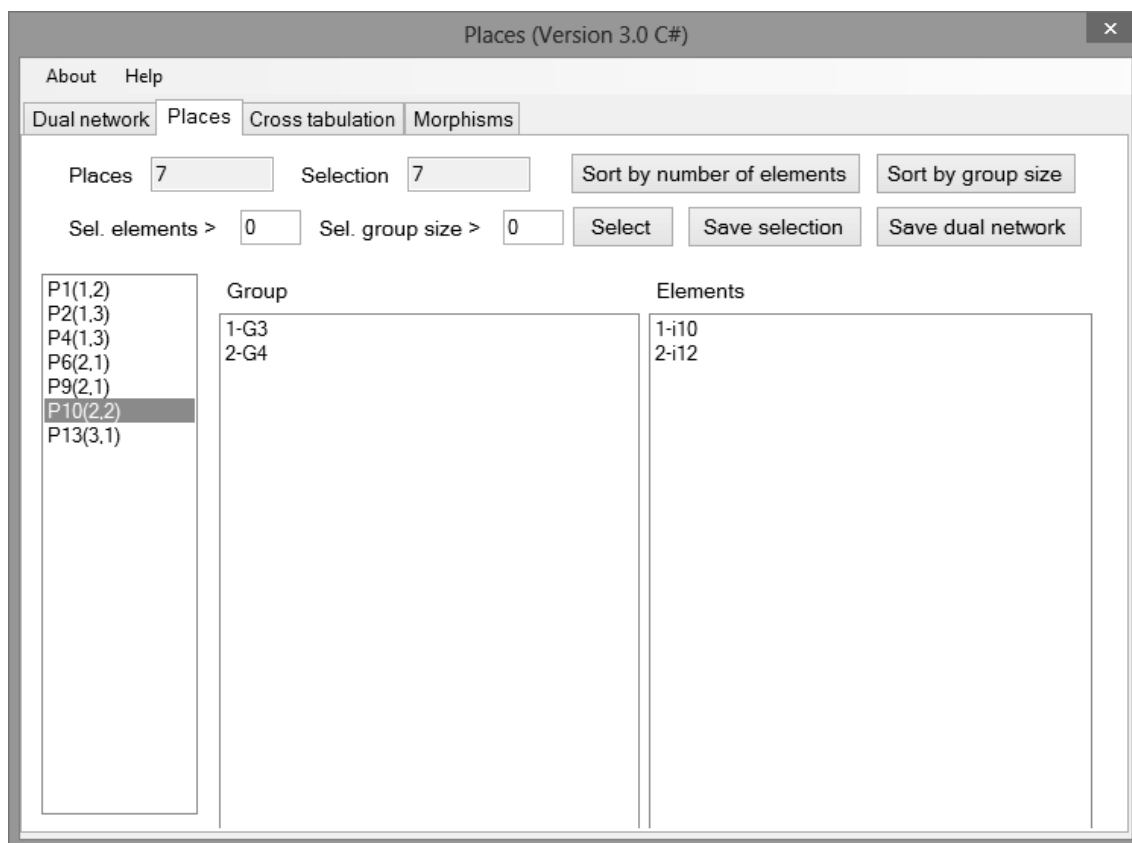 Places (Version 3.0 C#)
×
About Help
Dual network Places Cross tabulation Morphisms
Places 7 Selection 7 Sort by number of elements Sort by group size
Sel. elements > 0 Sel. group size > 0 Select Save selection Save dual network
P1(1,2)
P2(1,3)
P4(1,3)
P6(2,1)
P9(2,1)
P10(2,2)
P13(3,1)
Group
1-G3
2-G4
Elements
1-i10
2-i12